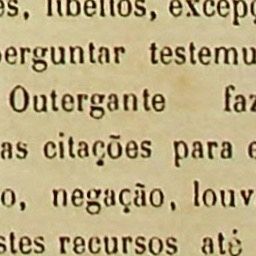 es, libellos, excepç
perguntar testemu
Outergante faz
as citações para e
o, negação, louv
stes recursos até